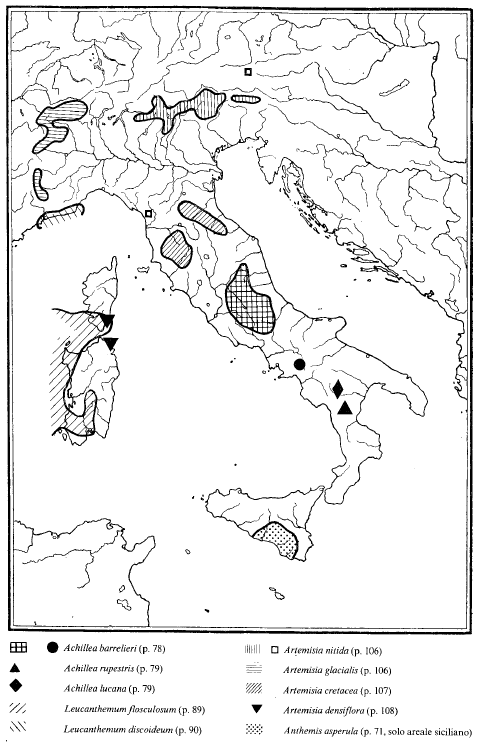 Achillea barrelieri (p. 78)
Achillea rupestris (p. 79)
Achillea lucana (p. 79)
Leucanthemum flosculosum (p. 89)
Leucanthemum discoideum (p. 90)
Artemisia nitida (p. 106)
Artemisia glacialis (p. 106)
Artemisia cretacea (p. 107)
Artemisia densiflora (p. 108)
Anthemis asperula (p. 71, solo areale siciliano)